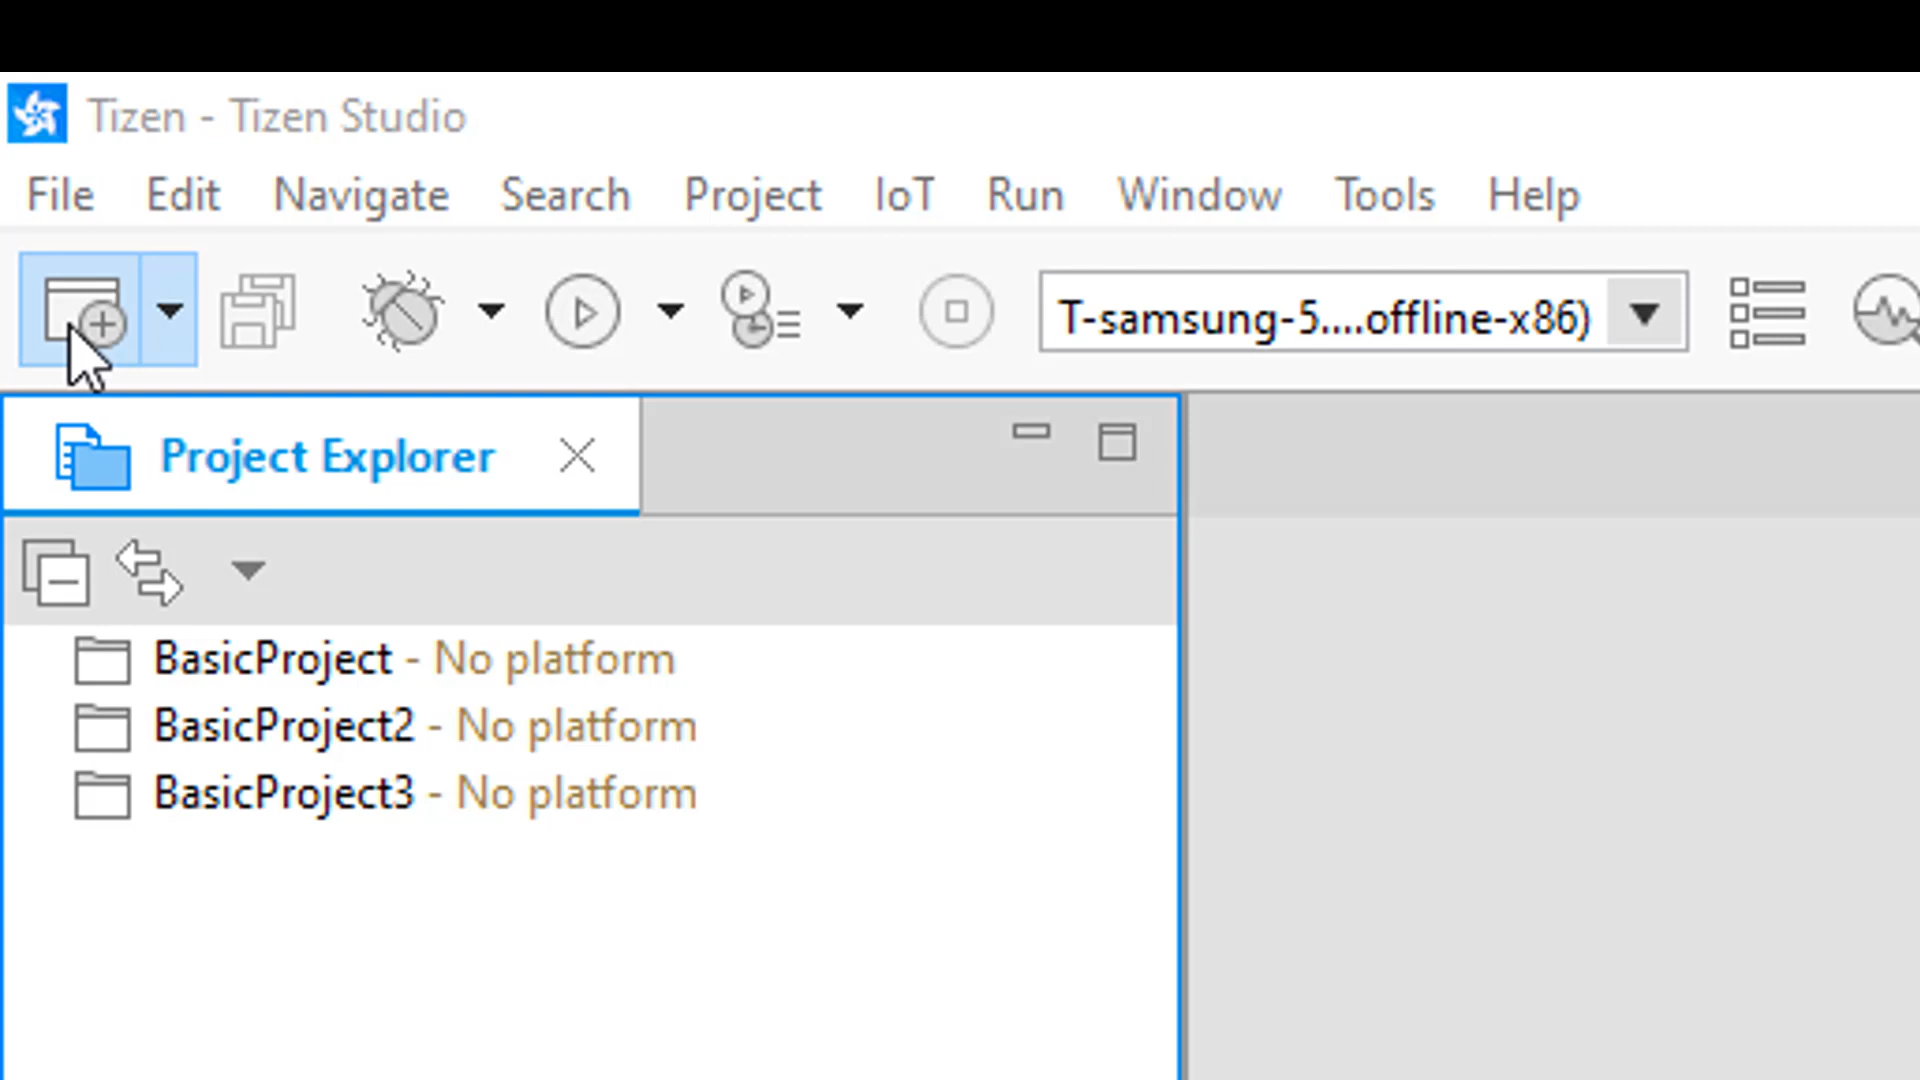 Tizen - Tizen Studio
File Edit Navigate Search Project IoT Run Window Tools Help
T-samsung-5....offline-x86)
Project Explorer
BasicProject - No platform
BasicProject2 - No platform
BasicProject3 - No platform